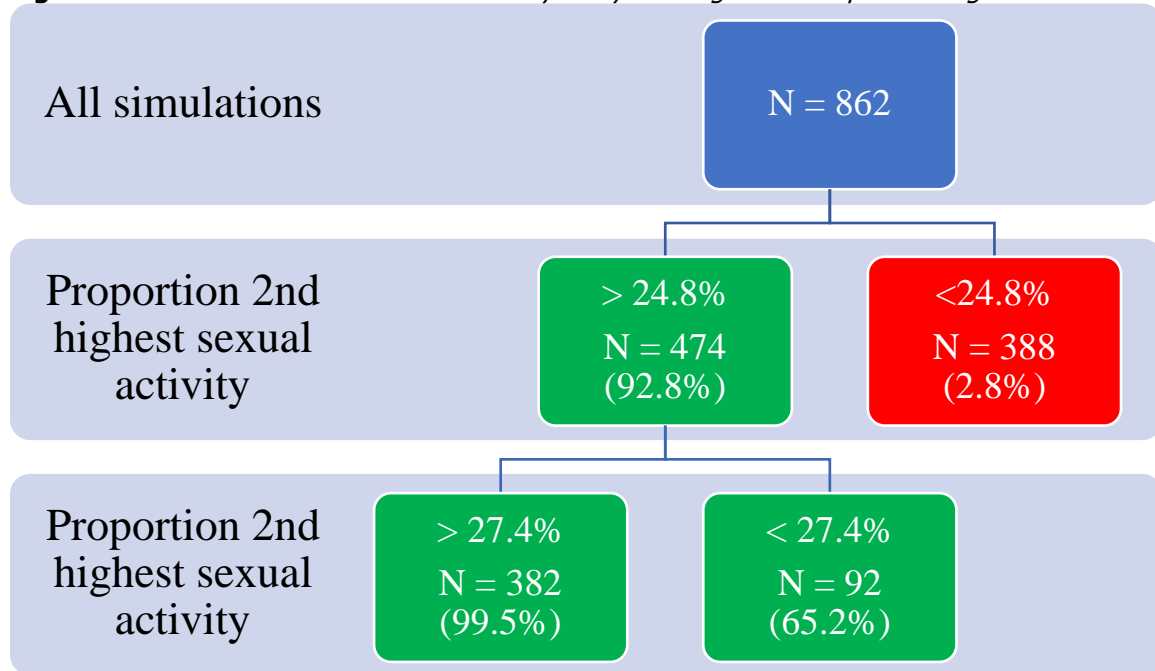 All simulations
N = 862
Proportion 2nd
highest sexual
activity
> 24.8%
N = 474
(92.8%)
<24.8%
N = 388
(2.8%)
Proportion 2nd
highest sexual
activity
> 27.4%
N = 382
(99.5%)
< 27.4%
N = 92
(65.2%)